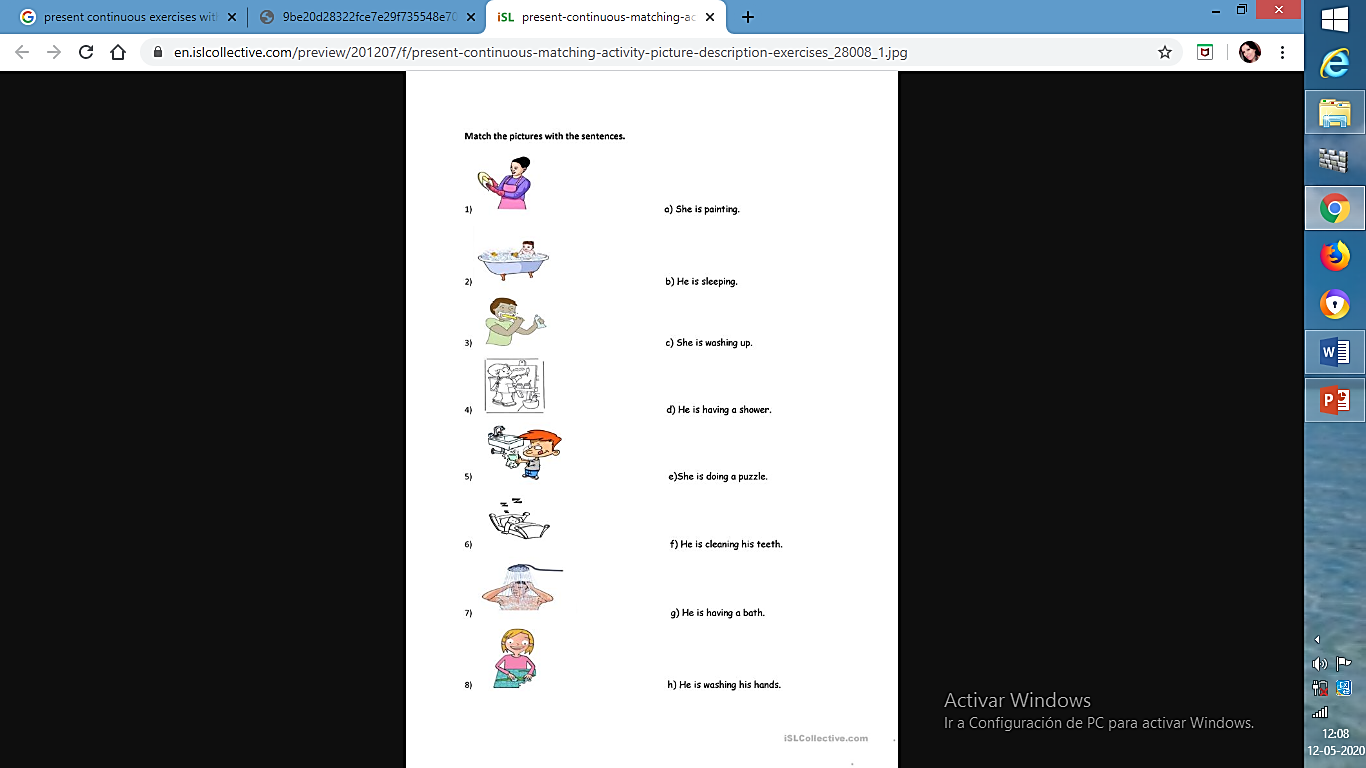 present continuous exercises wit
9be20d28322fce7e29f735548e70
iSL present-continuous-matching-ac
en.islcollective.com/preview/201207/f/present-continuous-matching-activity-picture-description-exercises_28008_1.jpg
Match the pictures with the sentences.
1) a) She is painting.
2) b) He is sleeping.
3) c) She is washing up.
4) d) He is having a shower.
5) e)She is doing a puzzle.
6) f) He is cleaning his teeth.
7) g) He is having a bath.
8) h) He is washing his hands.
iSLCollective.com
Activar Windows
Ir a Configuración de PC para activar Windows.
12:08
12-05-2020